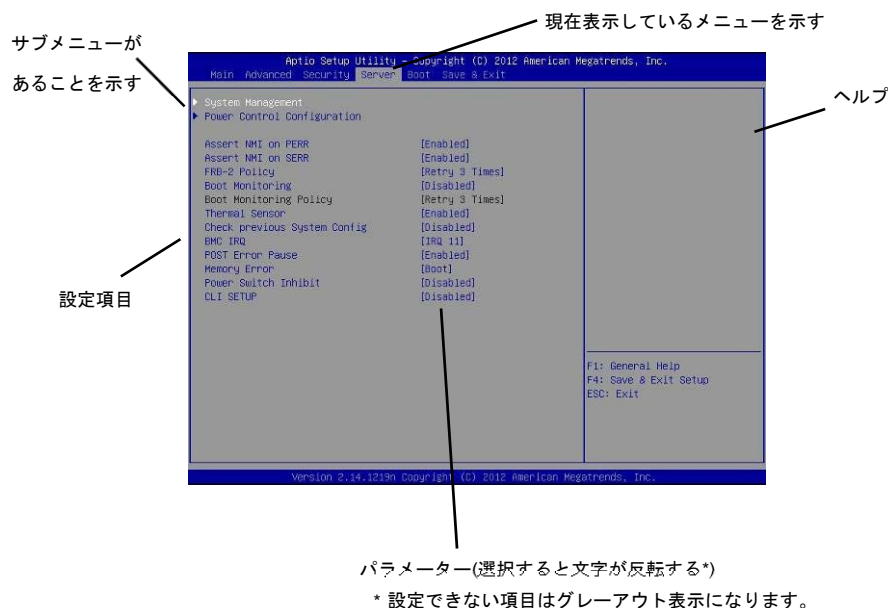 現在表示しているメニューを示す
サブメニューが
あることを示す
Aptio Setup Utility - Copyright (C) 2012 American Megatrends, Inc.
Main Advanced Security Server Boot Save & Exit
ヘルプ
System Management
Power Control Configuration
Assert NMI on PERR [Enabled]
Assert NMI on SERR [Enabled]
FRB-2 Policy [Retry 3 Times]
Boot Monitoring [Disabled]
Boot Monitoring Policy [Retry 3 Times]
Thermal Sensor [Enabled]
Check previous System Config [Disabled]
BMC IRQ [IRQ 11]
POST Error Pause [Enabled]
Memory Error [Boot]
Power Switch Inhibit [Disabled]
CLI SETUP [Disabled]
設定項目
F1: General Help
F4: Save & Exit Setup
ESC: Exit
Version 2.14.1219n Copyright (C) 2012 American Megatrends, Inc.
パラメーター(選択すると文字が反転する*)
* 設定できない項目はグレーアウト表示になります。